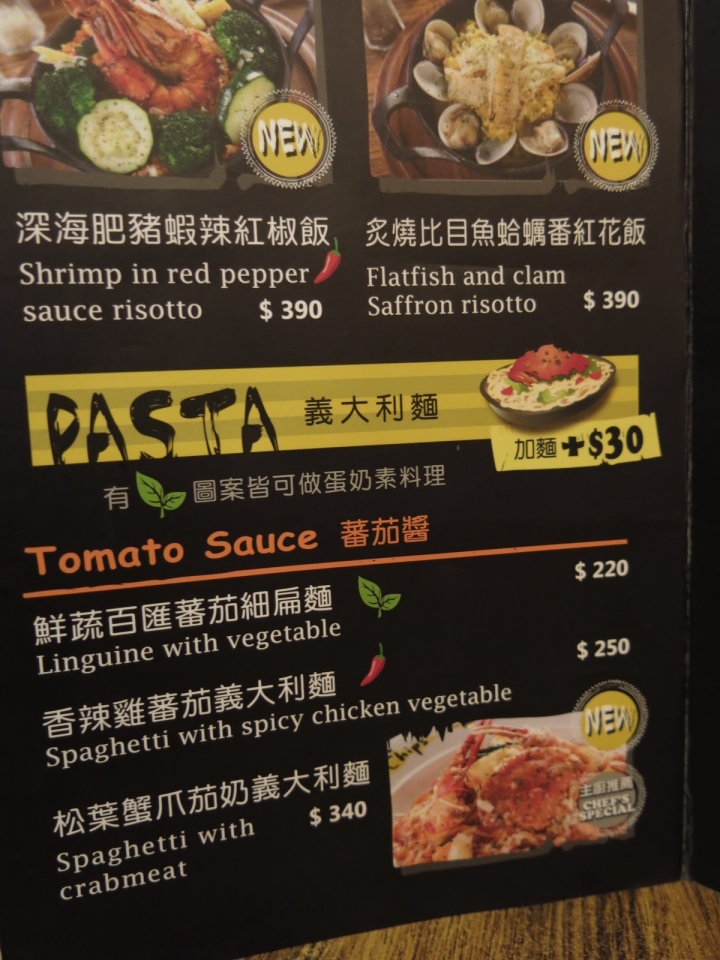 NEW
NEW
深海肥豬蝦辣紅椒飯
Shrimp in red pepper
sauce risotto $ 390
炙燒比目魚蛤蠣番紅花飯
Flatfish and clam
Saffron risotto $ 390
PASTA 義大利麵
加麵+$30
有 圖案皆可做蛋奶素料理
Tomato Sauce 蕃茄醬
鮮蔬百匯蕃茄細扁麵 $ 220
Linguine with vegetable
香辣雞蕃茄義大利麵 $ 250
Spaghetti with spicy chicken vegetable
松葉蟹爪茄奶義大利麵
Spaghetti with $ 340
crabmeat
NEW
主廚推薦
CHEF'S
SPECIAL